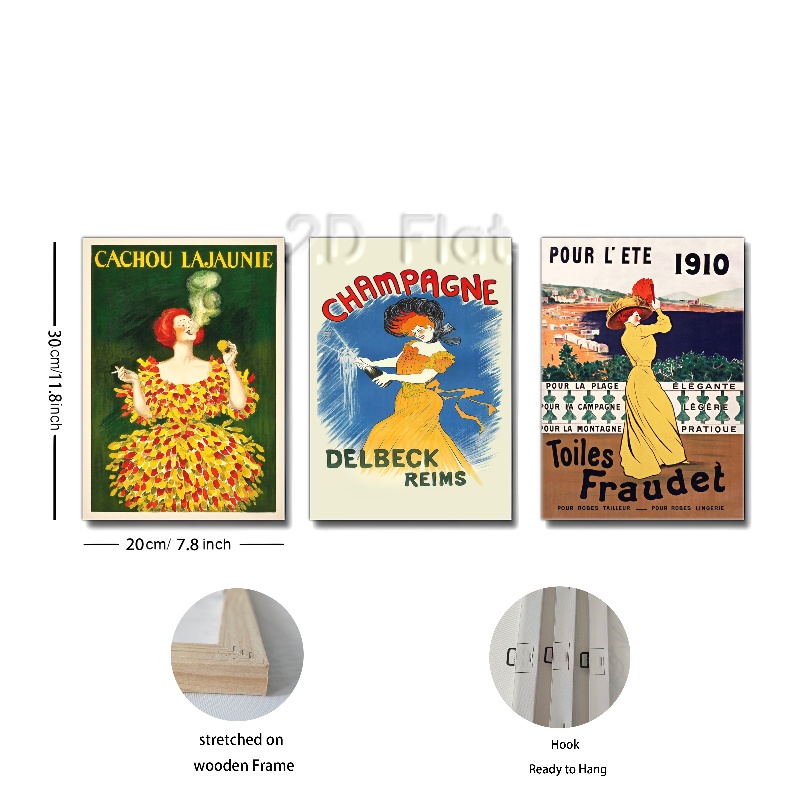 2D Flat
CACHOU LAJAUNIE
CHAMPAGNE
DELBECK
REIMS
POUR L'ETE 1910
POUR LA PLAGE ÉLÉGANTE
POUR LA CAMPAGNE LÉGÈRE
POUR LA MONTAGNE PRATIQUE
Toiles
Fraudet
POUR ROBES TAILLEUR — POUR ROBES LINGERIE
30cm/11.8inch
20cm/ 7.8 inch
stretched on
wooden Frame
Hook
Ready to Hang